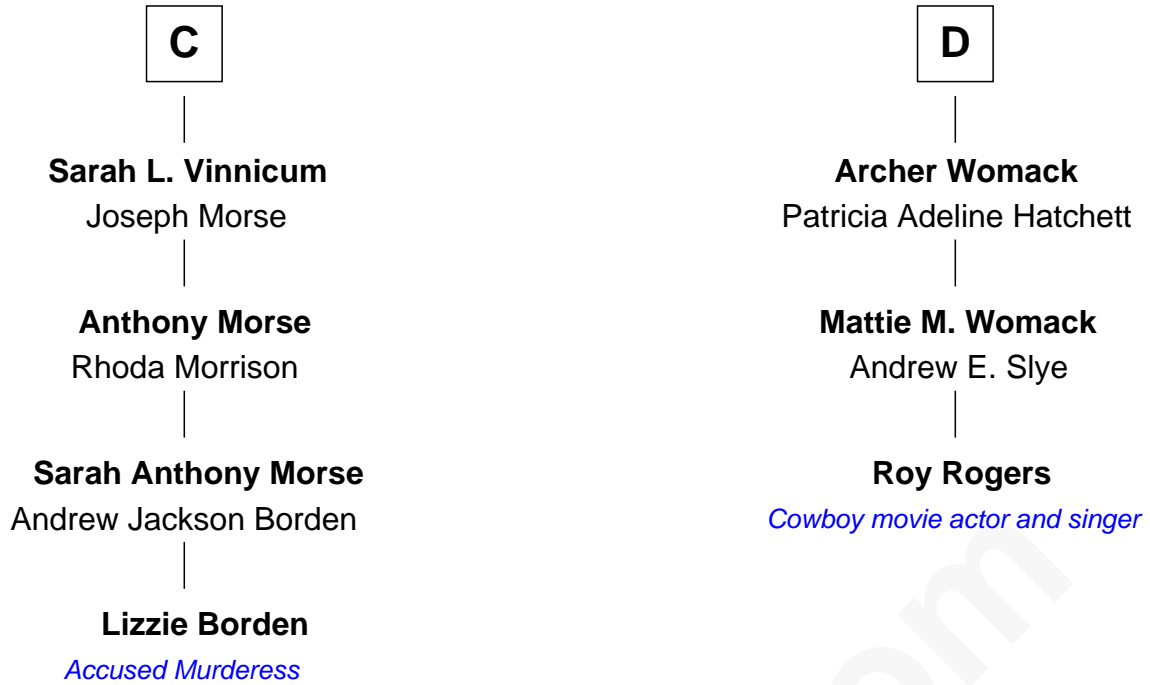 C
Sarah L. Vinnicum
Joseph Morse
Anthony Morse
Rhoda Morrison
Sarah Anthony Morse
Andrew Jackson Borden
Lizzie Borden
Accused Murderess
D
Archer Womack
Patricia Adeline Hatchett
Mattie M. Womack
Andrew E. Slye
Roy Rogers
Cowboy movie actor and singer
om